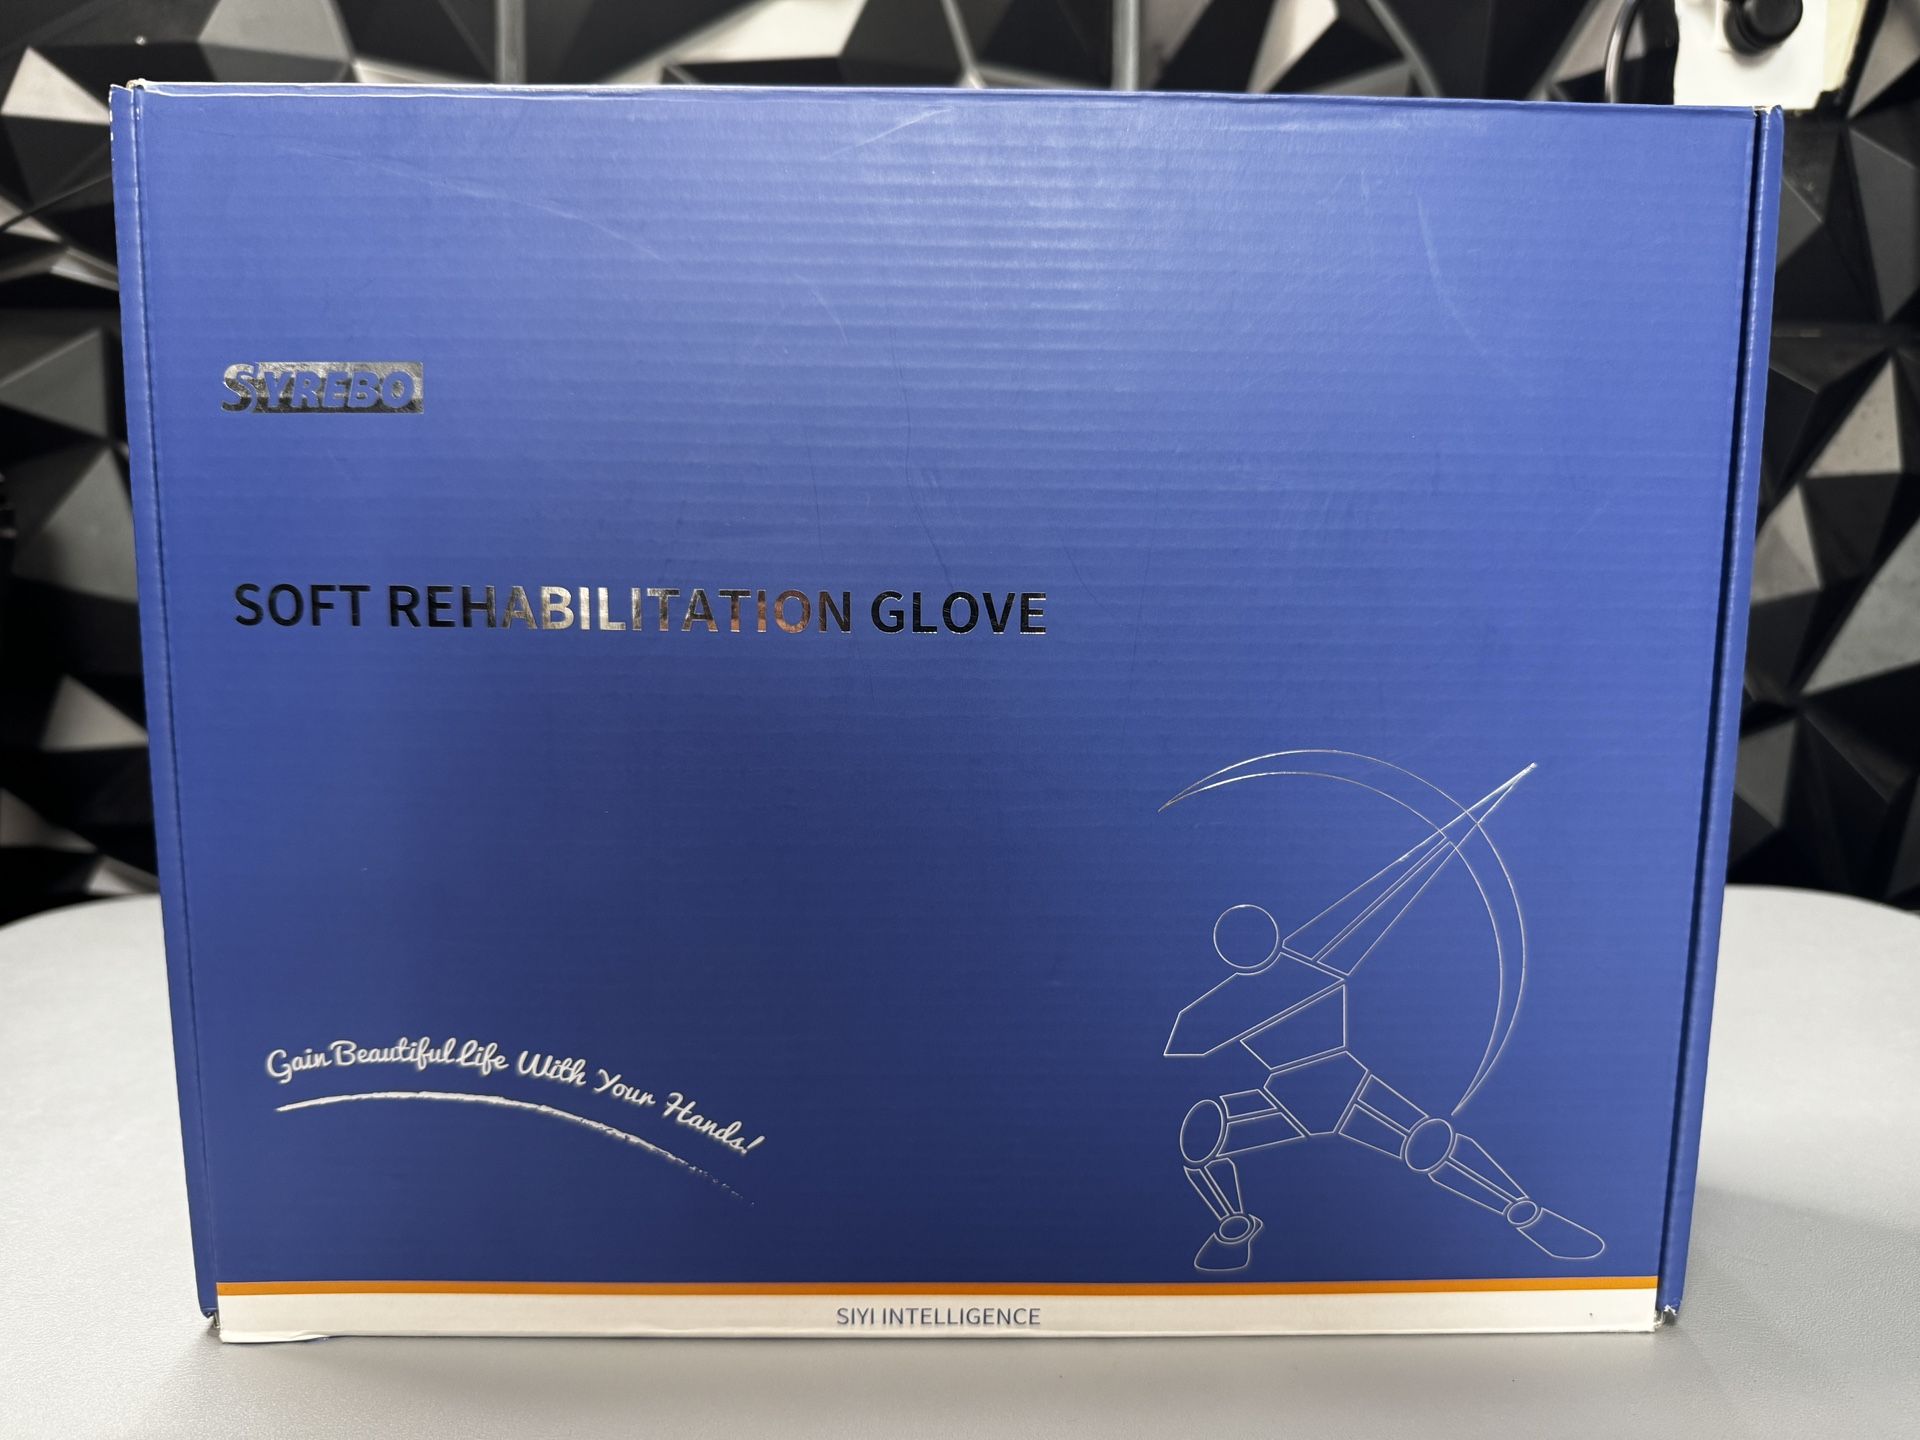 SYREBO
SOFT REHABILITATION GLOVE
Gain Beautiful Life With Your Hands!
SIYI INTELLIGENCE